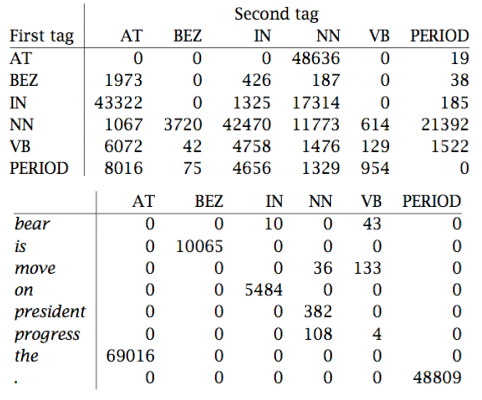 Second tag
First tag AT BEZ IN NN VB PERIOD
AT 0 0 0 48636 0 19
BEZ 1973 0 426 187 0 38
IN 43322 0 1325 17314 0 185
NN 1067 3720 42470 11773 614 21392
VB 6072 42 4758 1476 129 1522
PERIOD 8016 75 4656 1329 954 0
AT BEZ IN NN VB PERIOD
bear 0 0 10 0 43 0
is 0 10065 0 0 0 0
move 0 0 0 36 133 0
on 0 0 5484 0 0 0
president 0 0 0 382 0 0
progress 0 0 0 108 4 0
the 69016 0 0 0 0 0
. 0 0 0 0 0 48809